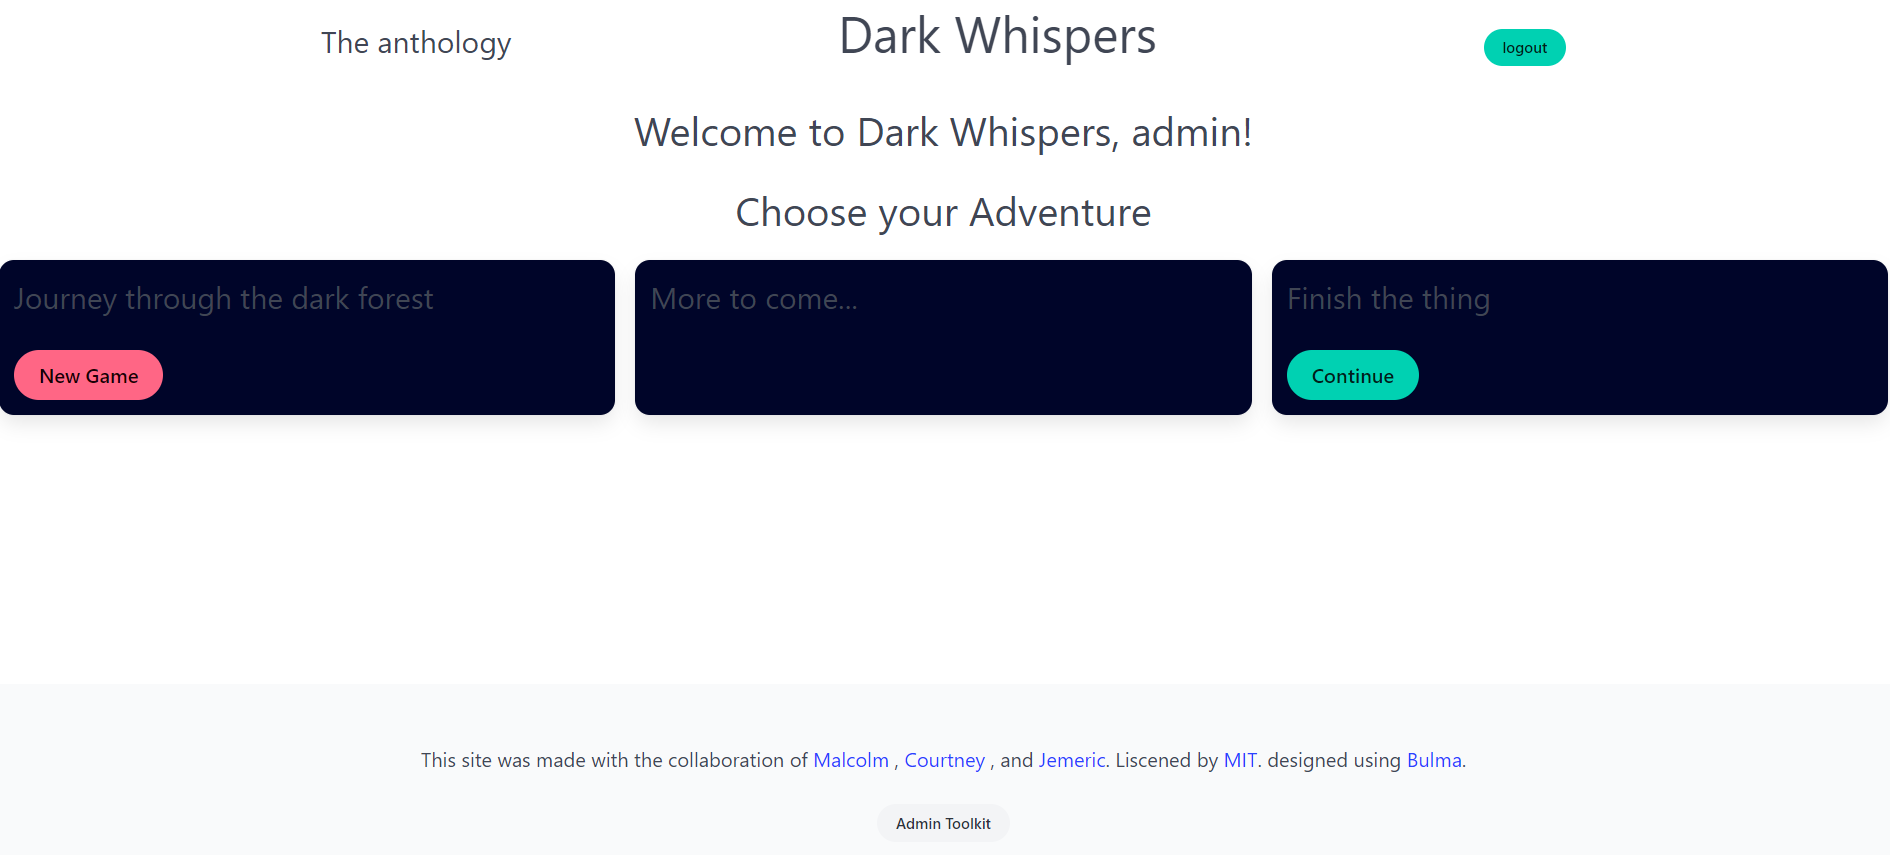 The anthology
Dark Whispers
logout
Welcome to Dark Whispers, admin!
Choose your Adventure
Journey through the dark forest
New Game
More to come...
Finish the thing
Continue
This site was made with the collaboration of Malcolm , Courtney , and Jemeric. Liscened by MIT. designed using Bulma.
Admin Toolkit